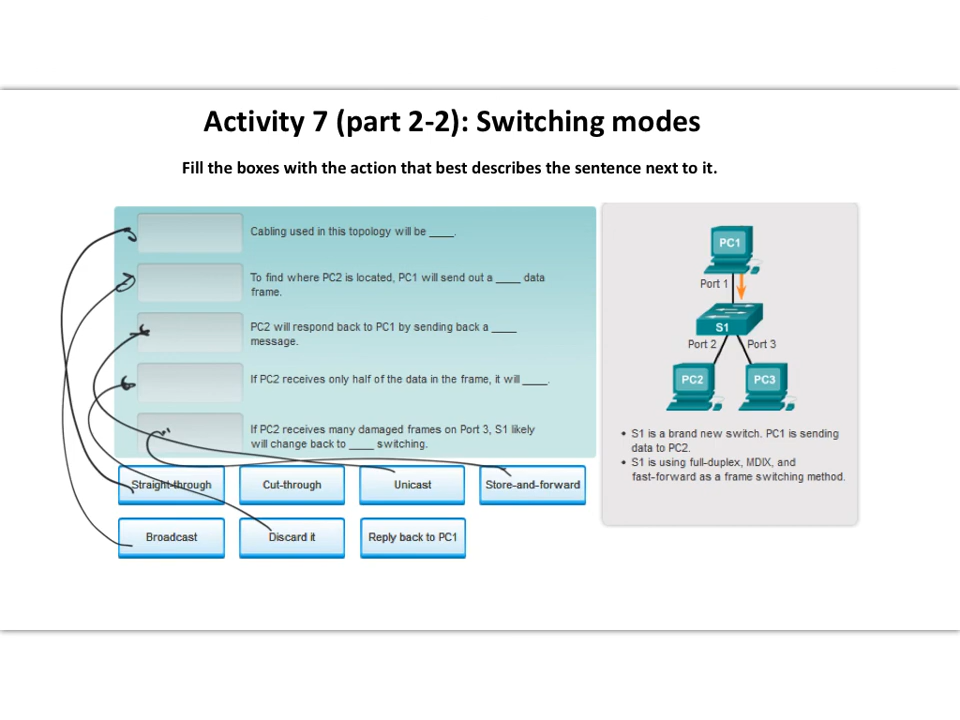 Activity 7 (part 2-2): Switching modes
Fill the boxes with the action that best describes the sentence next to it.
Cabling used in this topology will be ____.
To find where PC2 is located, PC1 will send out a ____ data
frame.
PC2 will respond back to PC1 by sending back a ____
message.
If PC2 receives only half of the data in the frame, it will ____.
If PC2 receives many damaged frames on Port 3, S1 likely
will change back to ____ switching.
Straight-through
Cut-through
Unicast
Store-and-forward
Broadcast
Discard it
Reply back to PC1
PC1
Port 1
S1
Port 2
Port 3
PC2
PC3
• S1 is a brand new switch. PC1 is sending
data to PC2.
• S1 is using full-duplex, MDIX, and
fast-forward as a frame switching method.